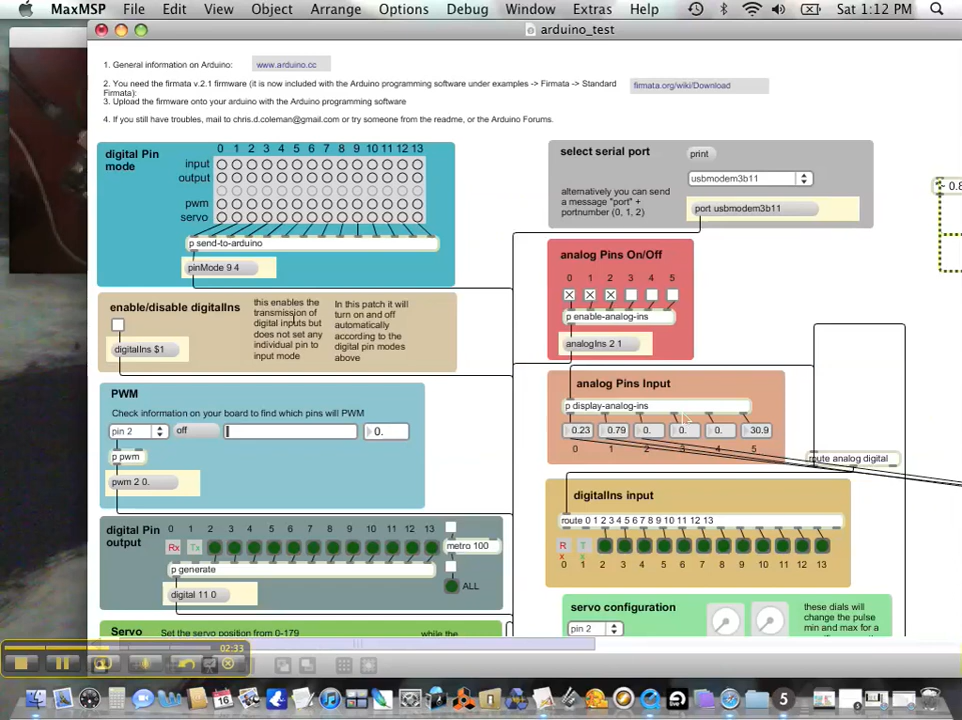 MaxMSP File Edit View Object Arrange Options Debug Window Extras Help Sat 1:12 PM
arduino_test
1. General information on Arduino: www.arduino.cc
2. You need the firmata v.2.1 firmware (it is now included with the Arduino programming software under examples -> Firmata -> Standard
Firmata): firmata.org/wiki/Download
3. Upload the firmware onto your arduino with the Arduino programming software
4. If you still have troubles, mail to chris.d.coleman@gmail.com or try someone from the readme, or the Arduino Forums.
digital Pin
mode
0 1 2 3 4 5 6 7 8 9 10 11 12 13
input
output
pwm
servo
p send-to-arduino
pinMode 9 4
select serial port
print
alternatively you can send
a message "port" +
portnumber (0, 1, 2)
usbmodem3b11
port usbmodem3b11
~ 0.8
analog Pins On/Off
0 1 2 3 4 5
p enable-analog-ins
analogIns 2 1
enable/disable digitalIns
digitalIns $1
this enables the
transmission of
digital inputs but
does not set any
individual pin to
input mode
In this patch it will
turn on and off
automatically
according to the
digital pin modes
above
analog Pins Input
p display-analog-ins
0.23 0.79 0. 0. 0. 30.9
0 1 2 3 4 5
route analog digital
PWM
Check information on your board to find which pins will PWM
pin 2 off 0.
p pwm
pwm 2 0.
digitalIns input
route 0 1 2 3 4 5 6 7 8 9 10 11 12 13
R T
x x
0 1 2 3 4 5 6 7 8 9 10 11 12 13
digital Pin
output
0 1 2 3 4 5 6 7 8 9 10 11 12 13
Rx Tx
metro 100
p generate
ALL
digital 11 0
servo configuration
pin 2
these dials will
change the pulse
min and max for a
Servo Set the servo position from 0-179 while the
02:33
16
5